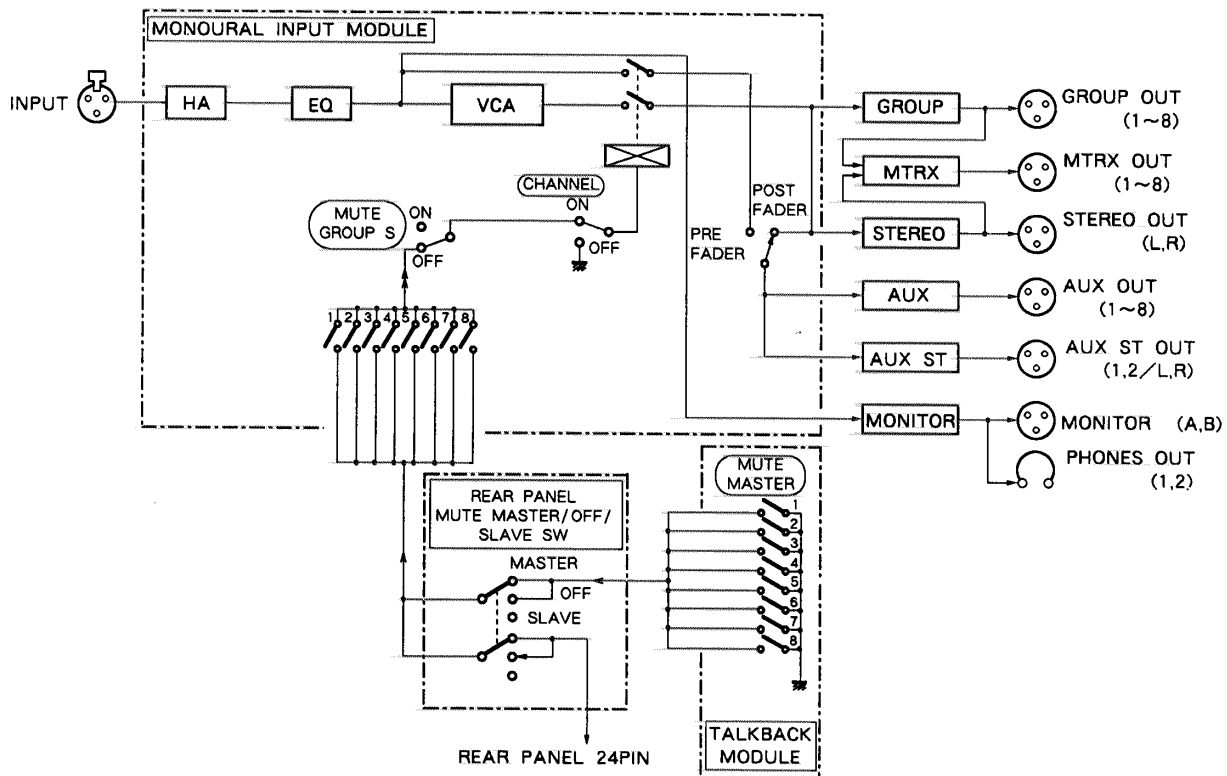 MONOURAL INPUT MODULE
INPUT
HA
EQ
VCA
GROUP
GROUP OUT
(1~8)
MTRX
MTRX OUT
(1~8)
CHANNEL
ON
OFF
MUTE
GROUP S
ON
OFF
POST
FADER
PRE
FADER
STEREO
STEREO OUT
(L,R)
AUX
AUX OUT
(1~8)
1 2 3 4 5 6 7 8
AUX ST
AUX ST OUT
(1,2/L,R)
MONITOR
MONITOR (A,B)
PHONES OUT
(1,2)
REAR PANEL
MUTE MASTER/OFF/
SLAVE SW
MASTER
OFF
SLAVE
MUTE
MASTER
1
2
3
4
5
6
7
8
REAR PANEL 24PIN
TALKBACK
MODULE